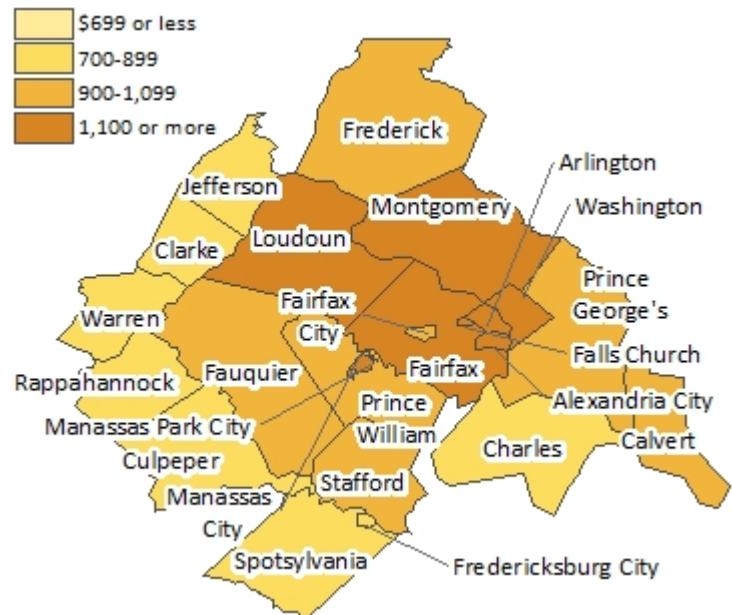 $699 or less
700-899
900-1,099
1,100 or more
Frederick
Arlington
Jefferson
Montgomery
Washington
Loudoun
Clarke
Prince
George's
Fairfax
City
Warren
Falls Church
Rappahannock
Fauquier
Fairfax
Prince
William
Alexandria City
Manassas Park City
Calvert
Charles
Culpeper
Stafford
Manassas
City
Spotsylvania
Fredericksburg City